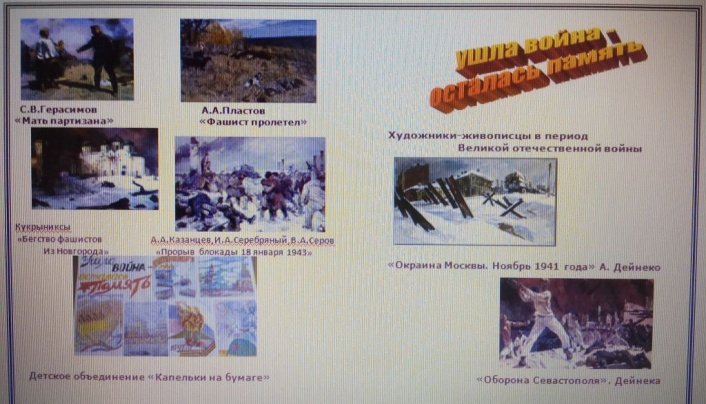 С.В.Герасимов
«Мать партизана»
А.А.Пластов
«Фашист пролетел»
Кукрыниксы
«Бегство фашистов
Из Новгорода»
А.А.Казанцев,И.А.Серебряный,В.А.Серов
«Прорыв блокады 18 января 1943»
Ушла
ВОЙНА -
ПАМЯТЬ
Детское объединение «Капельки на бумаге»
ушла война -
осталась память
Художники-живописцы в период
Великой отечественной войны
«Окраина Москвы. Ноябрь 1941 года» А. Дейнеко
«Оборона Севастополя». Дейнека